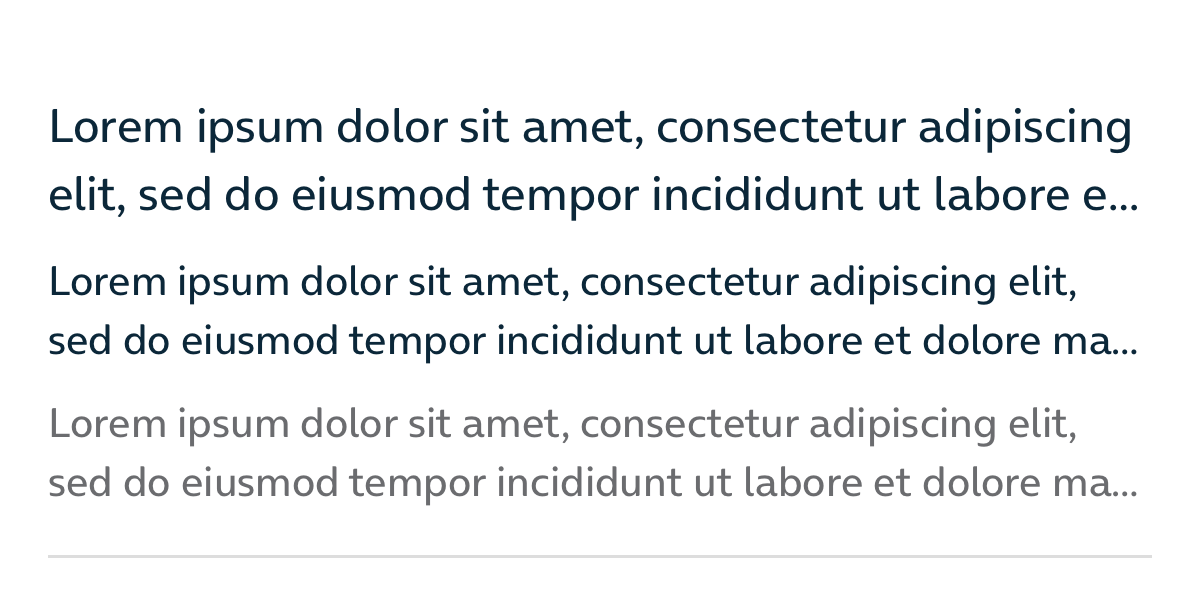 Lorem ipsum dolor sit amet, consectetur adipiscing
elit, sed do eiusmod tempor incididunt ut labore e...
Lorem ipsum dolor sit amet, consectetur adipiscing elit,
sed do eiusmod tempor incididunt ut labore et dolore ma...
Lorem ipsum dolor sit amet, consectetur adipiscing elit,
sed do eiusmod tempor incididunt ut labore et dolore ma...